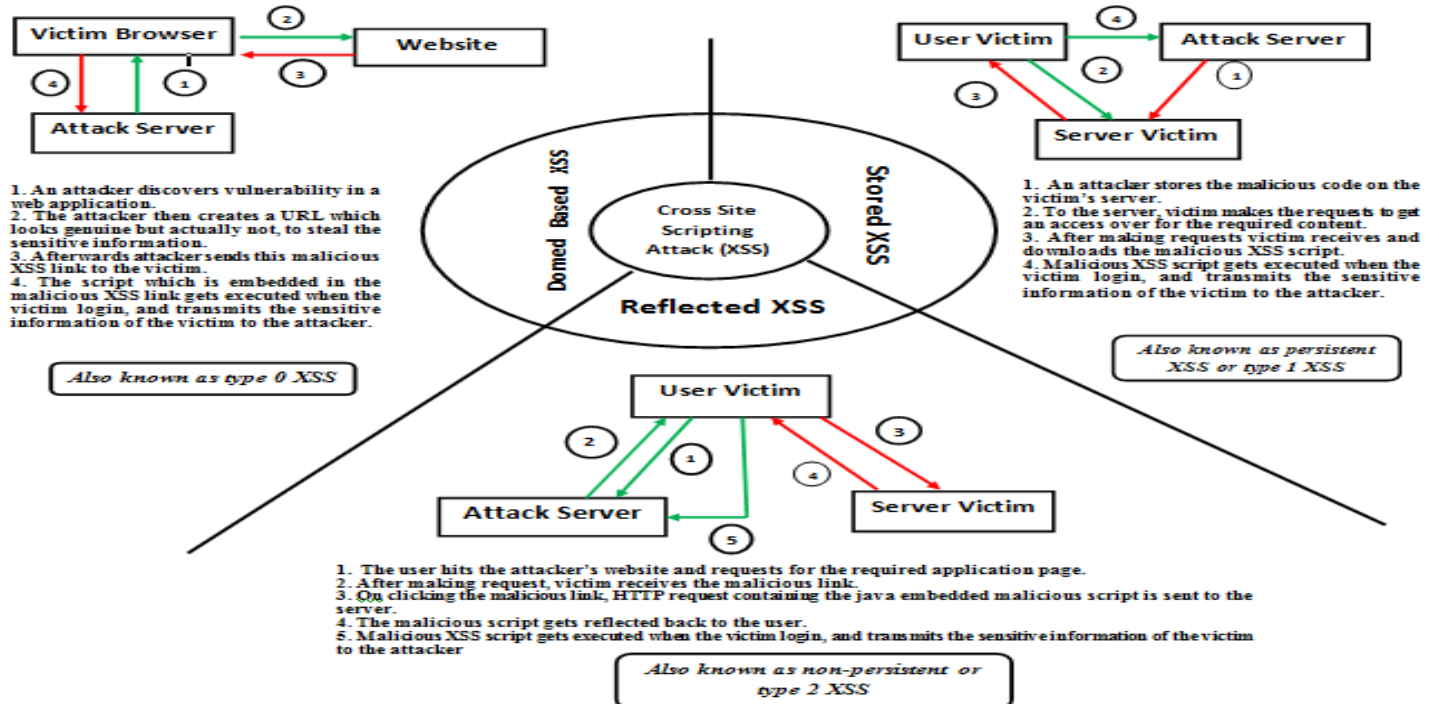 Victim Browser
2
Website
3
4
1
Attack Server
1. An attacker discovers vulnerability in a
web application.
2. The attacker then creates a URL which
looks genuine but actually not, to steal the
sensitive information.
3. Afterwards attacker sends this malicious
XSS link to the victim.
4. The script which is embedded in the
malicious XSS link gets executed when the
victim login, and transmits the sensitive
information of the victim to the attacker.
Also known as type 0 XSS
User Victim
4
Attack Server
2
1
3
Server Victim
1. An attacker stores the malicious code on the
victim's server.
2. To the server, victim makes the requests to get
an access over for the required content.
3. After making requests victim receives and
downloads the malicious XSS script.
4. Malicious XSS script gets executed when the
victim login, and transmits the sensitive
information of the victim to the attacker.
Also known as persistent
XSS or type 1 XSS
Domed Based XSS
Cross Site
Scripting
Attack (XSS)
Stored XSS
Reflected XSS
User Victim
2
1
3
4
Attack Server
Server Victim
5
1. The user hits the attacker's website and requests for the required application page.
2. After making request, victim receives the malicious link.
3. On clicking the malicious link, HTTP request containing the java embedded malicious script is sent to the
server.
4. The malicious script gets reflected back to the user.
5. Malicious XSS script gets executed when the victim login, and transmits the sensitive information of the victim
to the attacker
Also known as non-persistent or
type 2 XSS